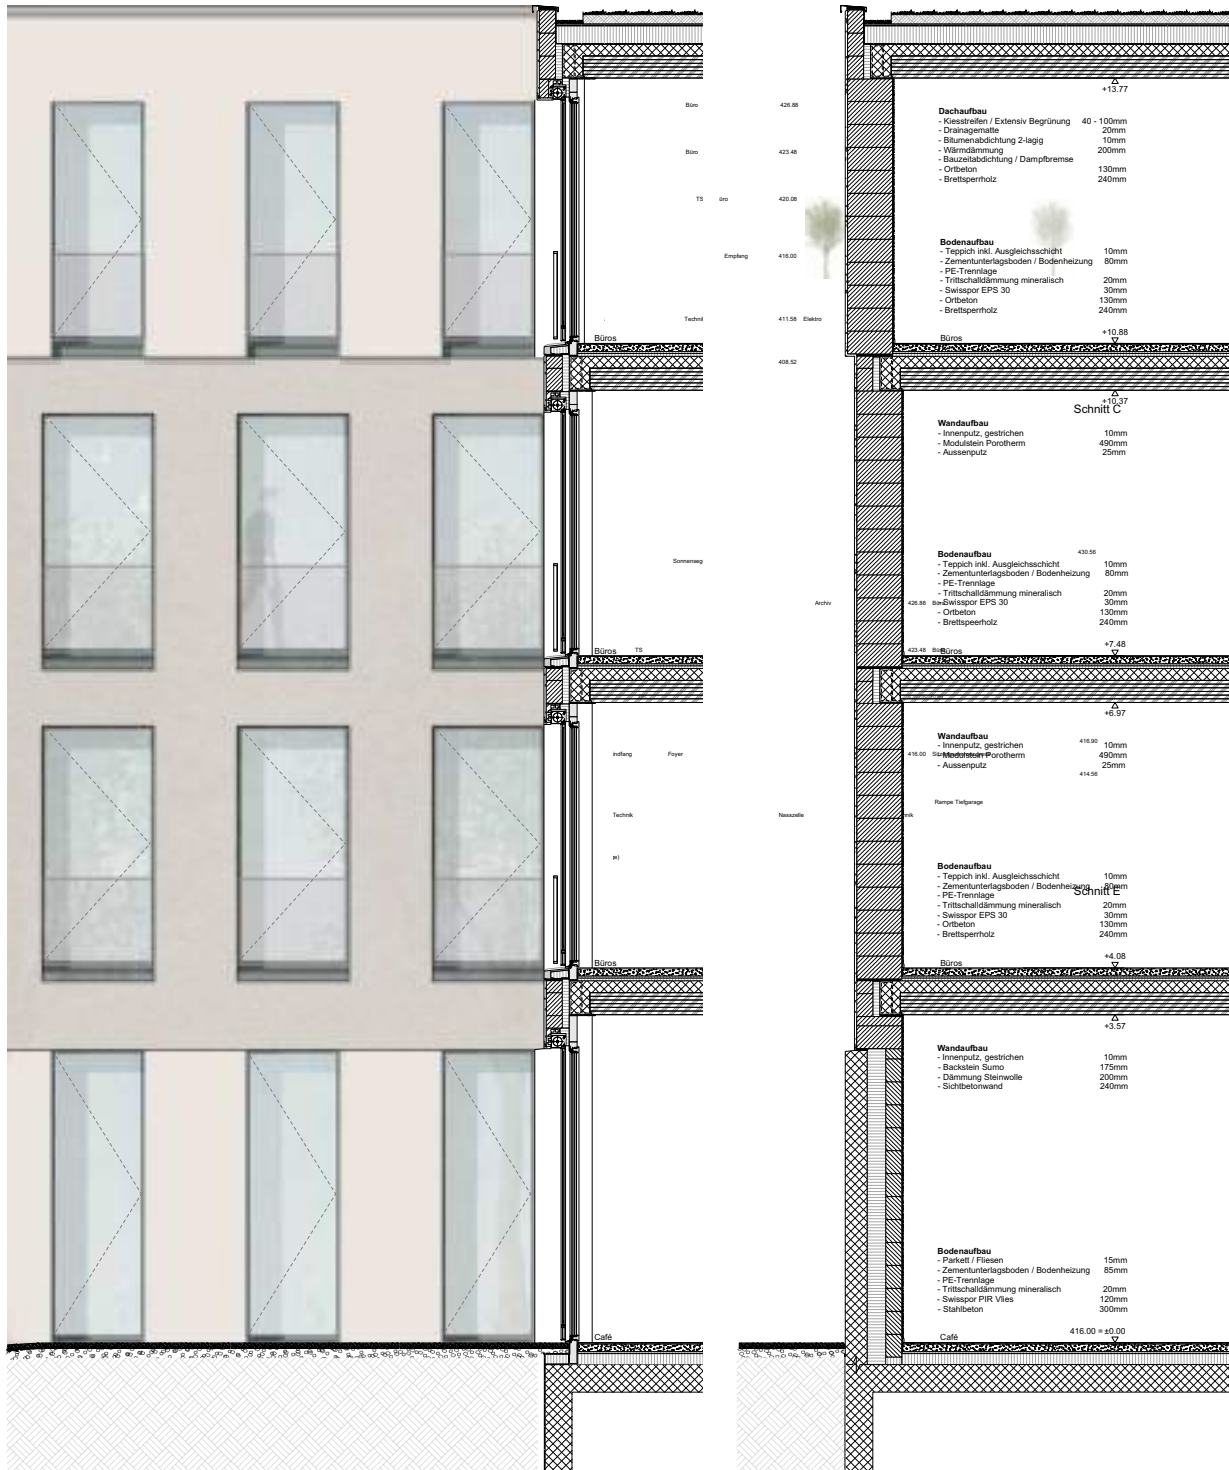 +13.77
Dachaufbau
- Kiesstreifen / Extensiv Begrünung 40 - 100mm
- Drainagematte 20mm
- Bitumenabdichtung 2-lagig 10mm
- Wärmdämmung 200mm
- Bauzeitabdichtung / Dampfbremse
- Ortbeton 130mm
- Brettsperrholz 240mm
Büro 426.88
Büro 423.48
TS üro 420.08
Empfang 416.00
Technik 411.58 Elektro
408.52
Bodenaufbau
- Teppich inkl. Ausgleichsschicht 10mm
- Zementunterlagsboden / Bodenheizung 80mm
- PE-Trennlage
- Trittschalldämmung mineralisch 20mm
- Swisspor EPS 30 30mm
- Ortbeton 130mm
- Brettsperrholz 240mm
+10.88
Büros
Büros
+10.37
Schnitt C
Wandaufbau
- Innenputz, gestrichen 10mm
- Modulstein Porotherm 490mm
- Aussenputz 25mm
Sonnenseg
Archiv
430.56
Bodenaufbau
- Teppich inkl. Ausgleichsschicht 10mm
- Zementunterlagsboden / Bodenheizung 80mm
- PE-Trennlage
- Trittschalldämmung mineralisch 20mm
426.88 Büro
- Swisspor EPS 30 30mm
- Ortbeton 130mm
- Brettspeerholz 240mm
+7.48
Büros TS
423.48 Büro
Büros
+6.97
Wandaufbau
- Innenputz, gestrichen 10mm
- Modulstein Porotherm 490mm
- Aussenputz 25mm
416.90
416.00
414.56
indfang Foyer
Rampe Tiefgarage
Technik Nasszelle nik
je)
Bodenaufbau
- Teppich inkl. Ausgleichsschicht 10mm
- Zementunterlagsboden / Bodenheizung 80mm
- PE-Trennlage
Schnitt E
- Trittschalldämmung mineralisch 20mm
- Swisspor EPS 30 30mm
- Ortbeton 130mm
- Brettsperrholz 240mm
+4.08
Büros
Büros
+3.57
Wandaufbau
- Innenputz, gestrichen 10mm
- Backstein Sumo 175mm
- Dämmung Steinwolle 200mm
- Sichtbetonwand 240mm
Bodenaufbau
- Parkett / Fliesen 15mm
- Zementunterlagsboden / Bodenheizung 85mm
- PE-Trennlage
- Trittschalldämmung mineralisch 20mm
- Swisspor PIR Vlies 120mm
- Stahlbeton 300mm
416.00 = ±0.00
Café
Café